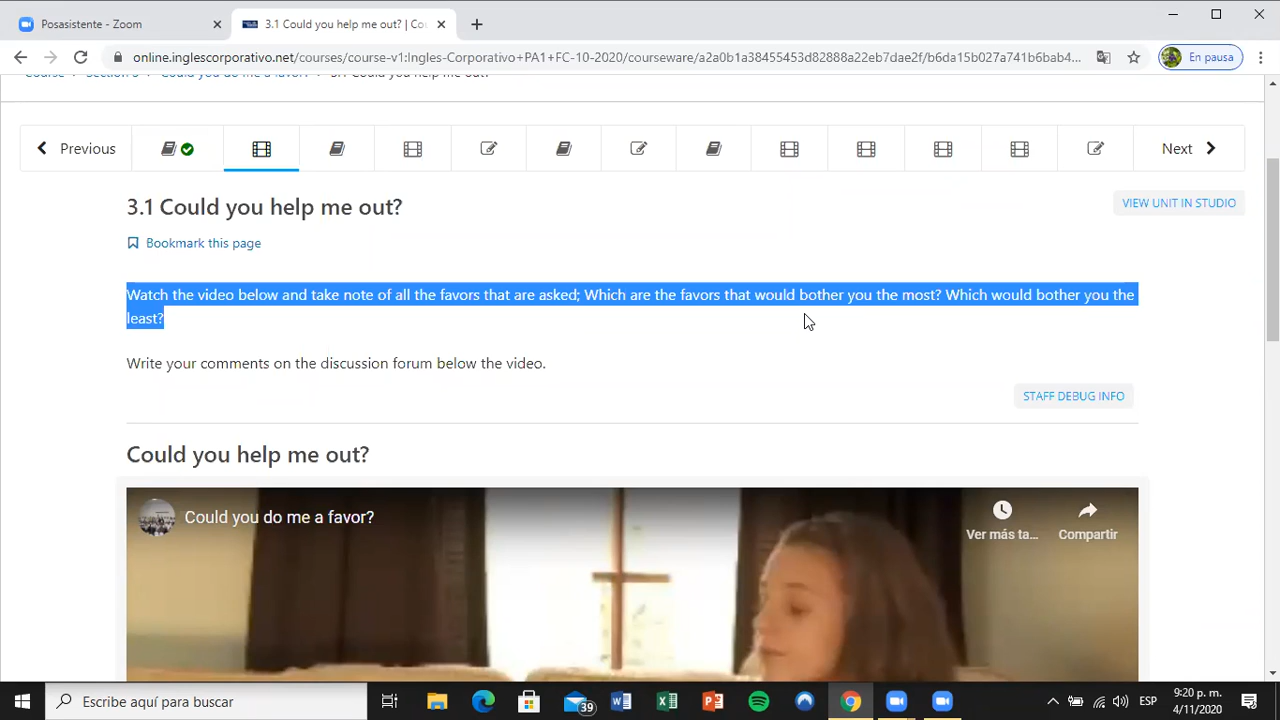 Posasistente - Zoom
3.1 Could you help me out? | Co
online.inglescorporativo.net/courses/course-v1:Ingles-Corporativo+PA1+FC-10-2020/courseware/a2a0b1a38455453d82888a22eb7dae2f/b6da15b027a741b6bab4...
En pausa
Previous
Next
3.1 Could you help me out?
VIEW UNIT IN STUDIO
Bookmark this page
Watch the video below and take note of all the favors that are asked; Which are the favors that would bother you the most? Which would bother you the
least?
Write your comments on the discussion forum below the video.
STAFF DEBUG INFO
Could you help me out?
Could you do me a favor?
Ver más ta...
Compartir
Escribe aquí para buscar
39
ESP
9:20 p. m.
4/11/2020